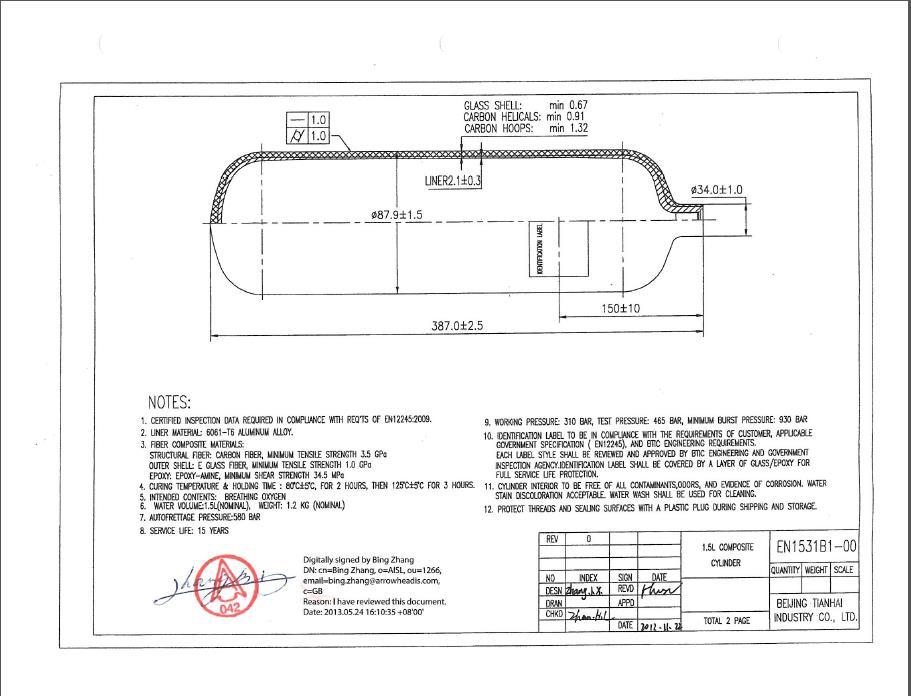 GLASS SHELL: min 0.67
CARBON HELICALS: min 0.91
CARBON HOOPS: min 1.32
1.0
1.0
LINER2.1±0.3
ø34.0±1.0
ø87.9±1.5
IDENTIFICATION LABEL
150±10
387.0±2.5
NOTES:
1. CERTIFIED INSPECTION DATA REQUIRED IN COMPLIANCE WITH REQ'TS OF EN12245:2009.
2. LINER MATERIAL: 6061-T6 ALUMINUM ALLOY.
3. FIBER COMPOSITE MATERIALS:
STRUCTURAL FIBER: CARBON FIBER, MINIMUM TENSILE STRENGTH 3.5 GPa
OUTER SHELL: E GLASS FIBER, MINIMUM TENSILE STRENGTH 1.0 GPa
EPOXY: EPOXY-AMINE, MINIMUM SHEAR STRENGTH 34.5 MPa
4. CURING TEMPERATURE & HOLDING TIME : 80℃±5℃, FOR 2 HOURS, THEN 125℃±5℃ FOR 3 HOURS.
5. INTENDED CONTENTS: BREATHING OXYGEN
6. WATER VOLUME:1.5L(NOMINAL), WEIGHT: 1.2 KG (NOMINAL)
7. AUTOFRETTAGE PRESSURE:580 BAR
8. SERVICE LIFE: 15 YEARS
9. WORKING PRESSURE: 310 BAR, TEST PRESSURE: 465 BAR, MINIMUM BURST PRESSURE: 930 BAR
10. IDENTIFICATION LABEL TO BE IN COMPLIANCE WITH THE REQUIREMENTS OF CUSTOMER, APPLICABLE
GOVERNMENT SPECIFICATION ( EN12245), AND BTIC ENGINEERING REQUIREMENTS.
EACH LABEL STYLE SHALL BE REVIEWED AND APPROVED BY BTIC ENGINEERING AND GOVERNMENT
INSPECTION AGENCY.IDENTIFICATION LABEL SHALL BE COVERED BY A LAYER OF GLASS/EPOXY FOR
FULL SERVICE LIFE PROTECTION.
11. CYLINDER INTERIOR TO BE FREE OF ALL CONTAMINANTS,ODORS, AND EVIDENCE OF CORROSION. WATER
STAIN DISCOLORATION ACCEPTABLE. WATER WASH SHALL BE USED FOR CLEANING.
12. PROTECT THREADS AND SEALING SURFACES WITH A PLASTIC PLUG DURING SHIPPING AND STORAGE.
042
Digitally signed by Bing Zhang
DN: cn=Bing Zhang, o=AISL, ou=1266,
email=bing.zhang@arrowheadis.com,
c=GB
Reason: I have reviewed this document.
Date: 2013.05.24 16:10:35 +08'00'
REV 0
NO INDEX SIGN DATE
DESN REVD
DRAN APPD
CHKD
DATE 2012.11.22
1.5L COMPOSITE
CYLINDER
TOTAL 2 PAGE
EN1531B1-00
QUANTITY WEIGHT SCALE
BEIJING TIANHAI
INDUSTRY CO., LTD.